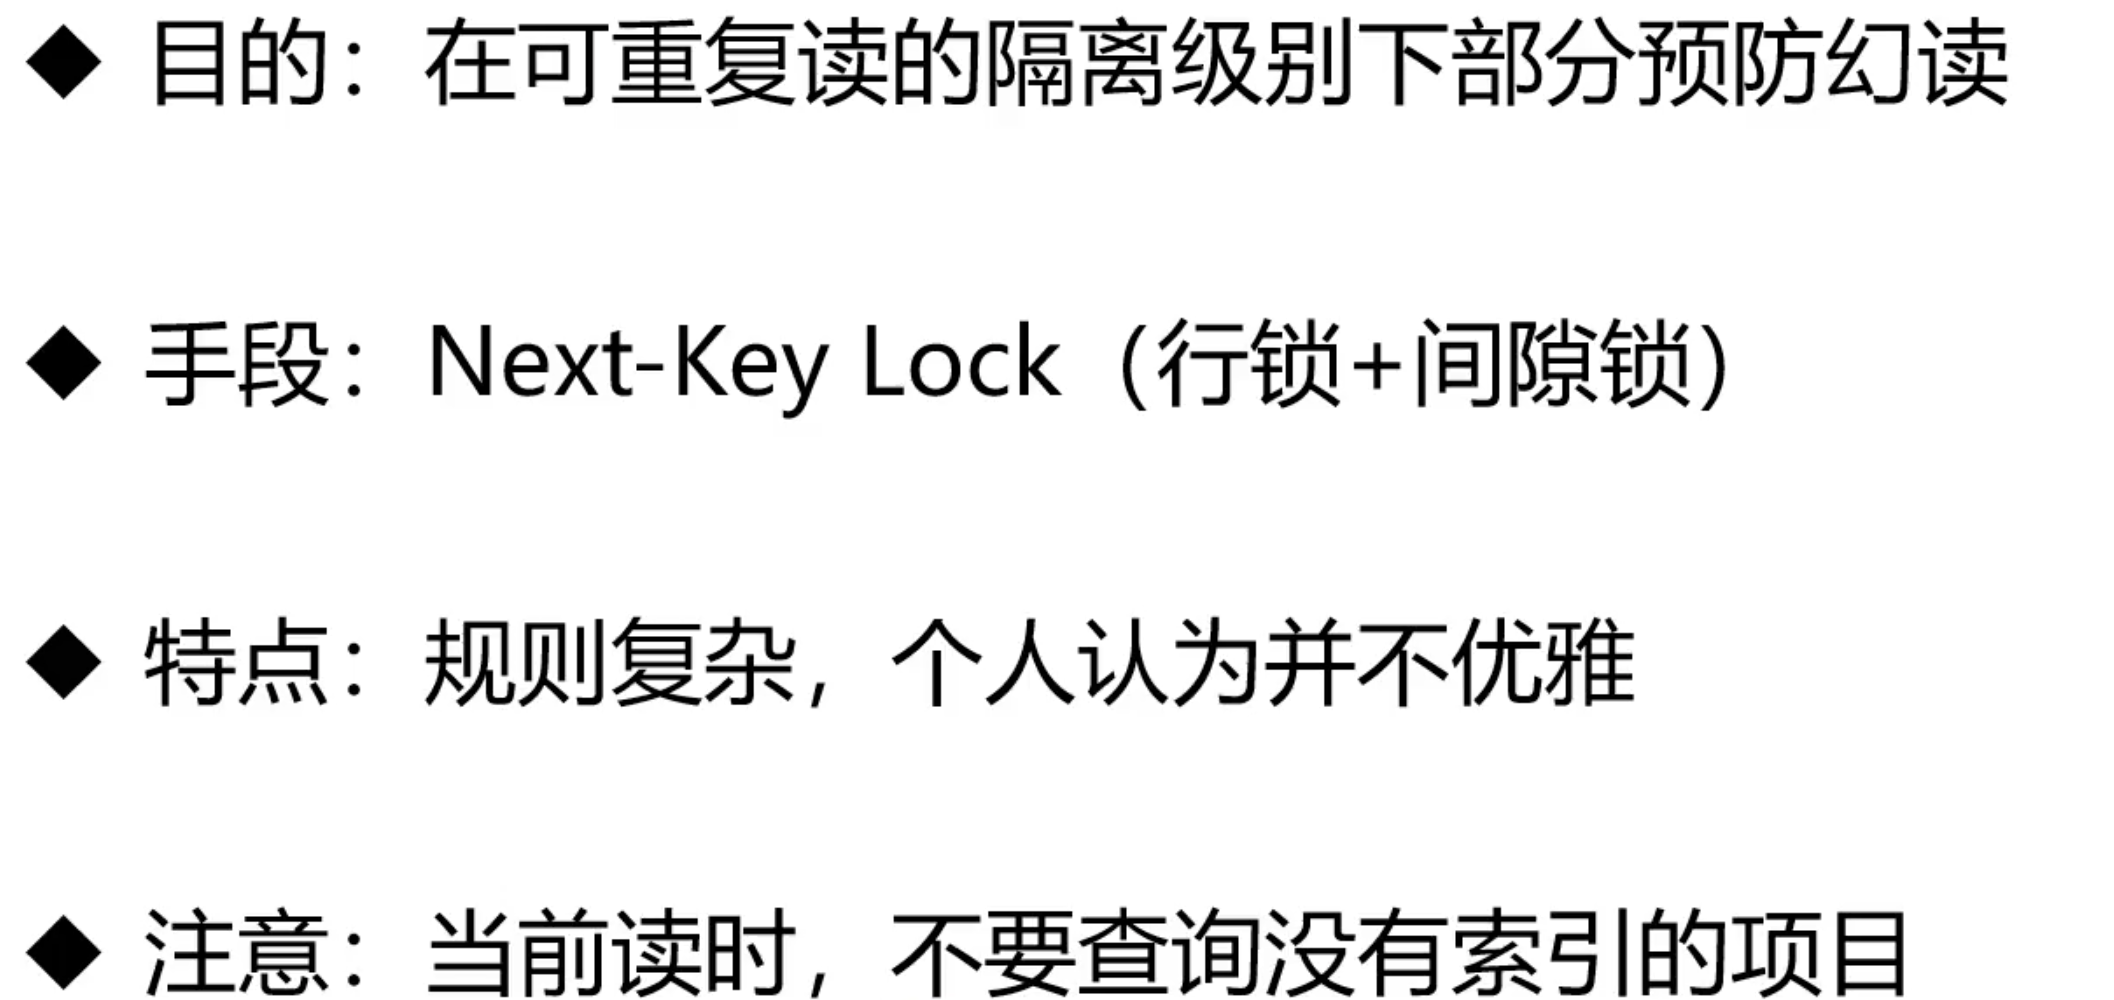 ◆ 目的：在可重复读的隔离级别下部分预防幻读
◆ 手段：Next-Key Lock（行锁+间隙锁）
◆ 特点：规则复杂，个人认为并不优雅
◆ 注意：当前读时，不要查询没有索引的项目